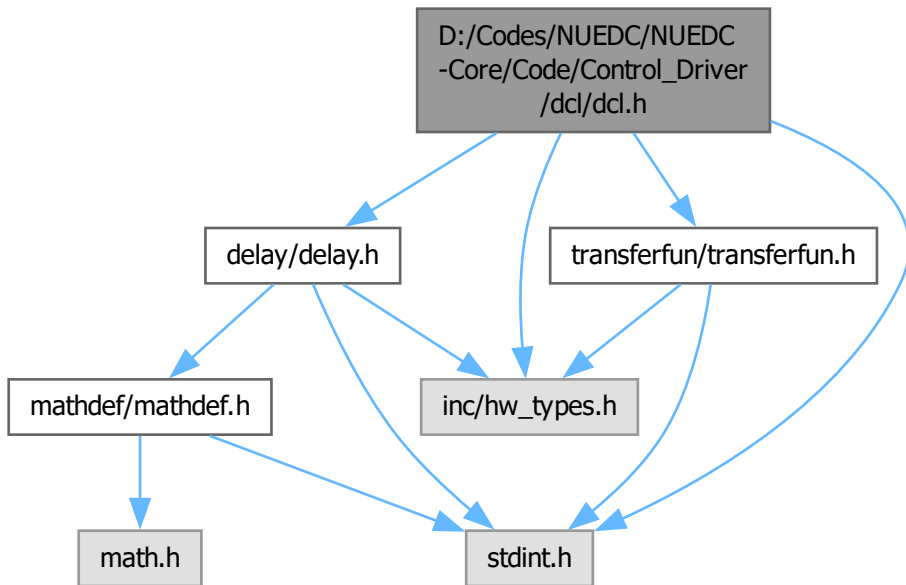 D:/Codes/NUEDC/NUEDC
-Core/Code/Control_Driver
/dcl/dcl.h
delay/delay.h
transferfun/transferfun.h
mathdef/mathdef.h
inc/hw_types.h
math.h
stdint.h